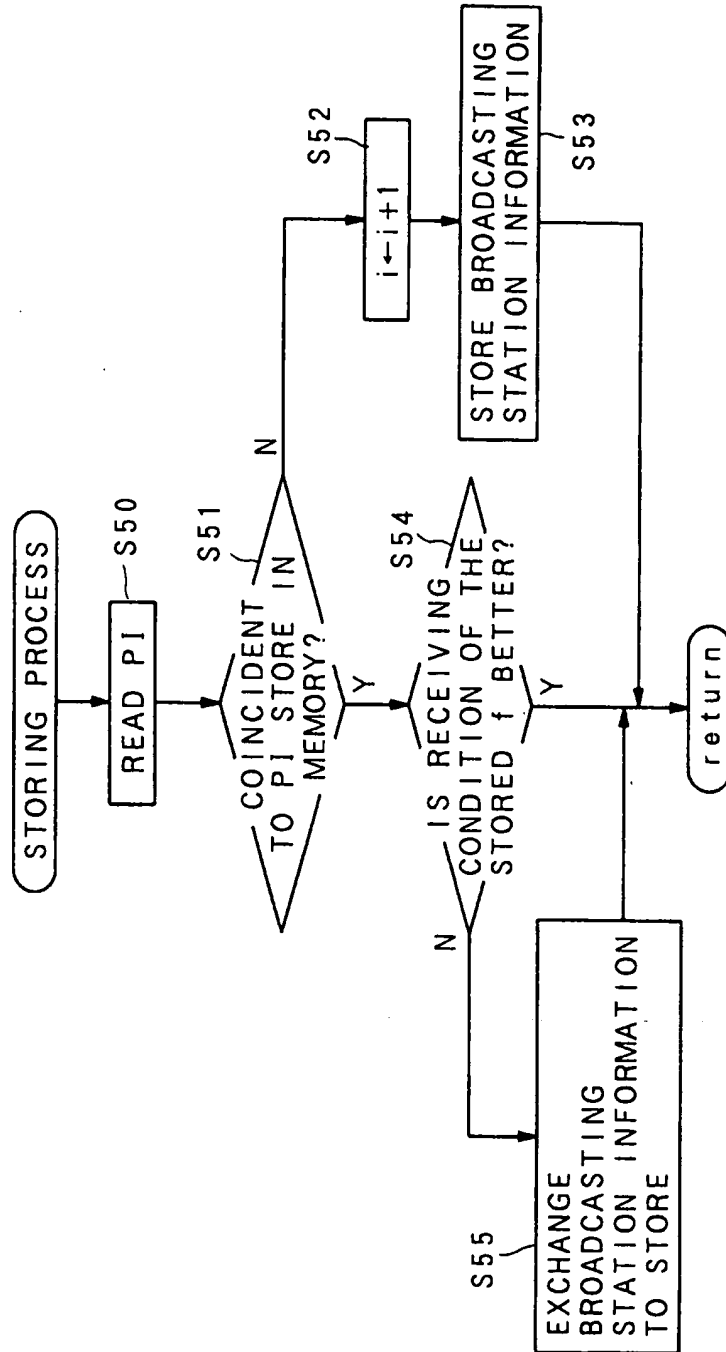 STORING PROCESS
READ PI
S50
COINCIDENT
TO PI STORE IN
MEMORY?
S51
N
Y
i←i+1
S52
STORE BROADCASTING
STATION INFORMATION
S53
IS RECEIVING
CONDITION OF THE
STORED f BETTER?
S54
N
Y
EXCHANGE
BROADCASTING
STATION INFORMATION
TO STORE
S55
return